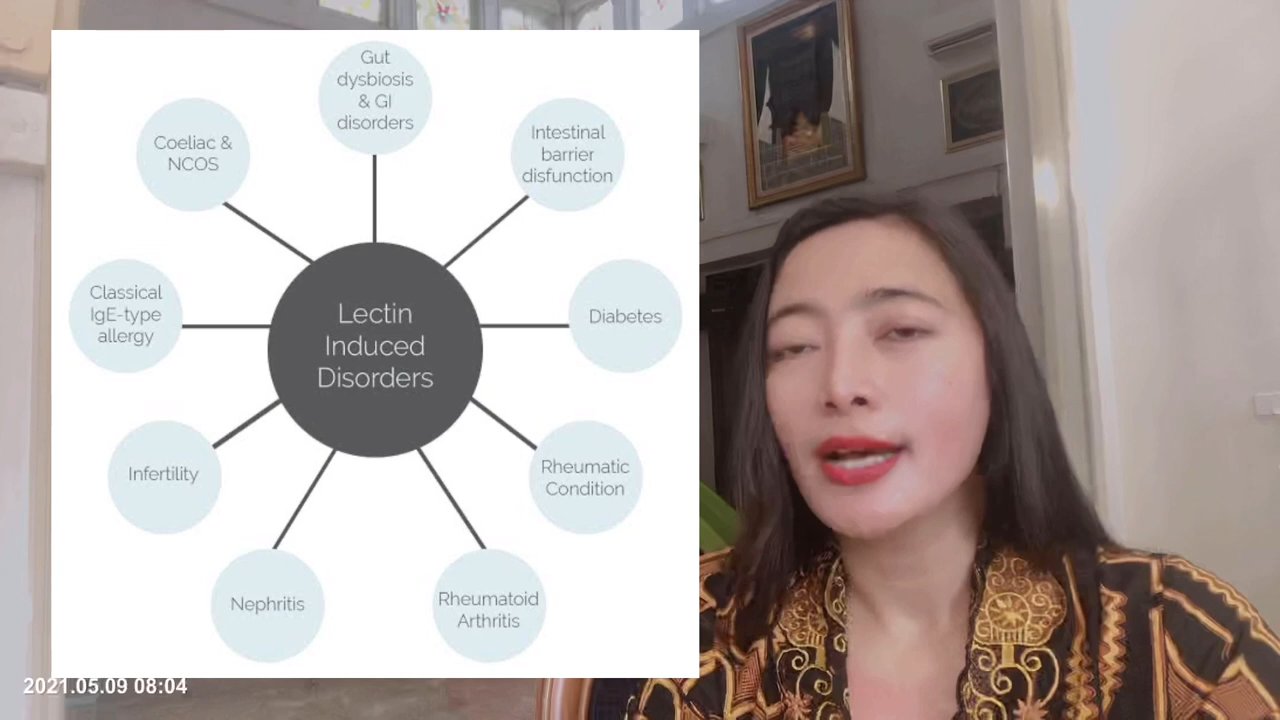 Gut
dysbiosis
& GI
disorders
Intestinal
barrier
disfunction
Diabetes
Rheumatic
Condition
Rheumatoid
Arthritis
Nephritis
Infertility
Classical
IgE-type
allergy
Coeliac &
NCOS
Lectin
Induced
Disorders
2021.05.09 08:04